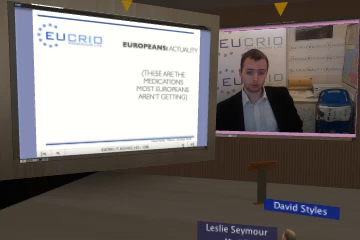 EUCRIO
EUROPEANS: ACTUALITY
(THESE ARE THE
MEDICATIONS
MOST EUROPEANS
AREN'T GETTING)
EUCRIO
David Styles
Leslie Seymour